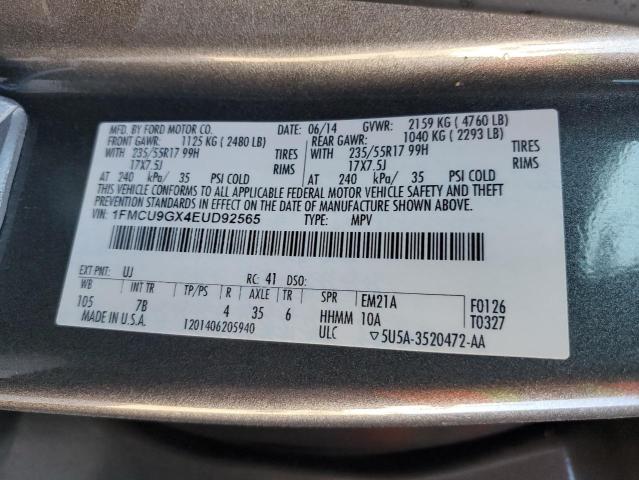 MFD. BY FORD MOTOR CO. DATE: 06/14 GVWR: 2159 KG (4760 LB)
FRONT GAWR: 1125 KG (2480 LB) REAR GAWR: 1040 KG (2293 LB)
WITH 235/55R17 99H TIRES WITH 235/55R17 99H TIRES
17X7.5J RIMS 17X7.5J RIMS
AT 240 kPa/ 35 PSI COLD AT 240 kPa/ 35 PSI COLD
THIS VEHICLE CONFORMS TO ALL APPLICABLE FEDERAL MOTOR VEHICLE SAFETY AND THEFT
PREVENTION STANDARDS IN EFFECT ON THE DATE OF MANUFACTURE SHOWN ABOVE.
VIN: 1FMCU9GX4EUD92565 TYPE: MPV
EXT PNT: UJ RC: 41 DSO:
WB INT TR TP/PS R AXLE TR SPR EM21A F0126
105 7B 4 35 6 HHMM 10A T0327
MADE IN U.S.A. 1201406205940 ULC 5U5A-3520472-AA